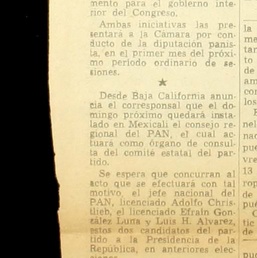 mento para el gobierno inte-
rior del Congreso.
Ambas iniciativas las pre-
sentará a la Cámara por con-
ducto de la diputación panis-
ta, en el primer mes del próxi-
mo período ordinario de se-
siones.
★
Desde Baja California anun-
cia el corresponsal que el do-
mingo próximo quedará insta-
lado en Mexicali el consejo re-
gional del PAN, el cual ac-
tuará como órgano de consul-
ta del comité estatal del par-
tido.
Se espera que concurran al
acto que se efectuará con tal
motivo, el jefe nacional del
PAN, licenciado Adolfo Chris-
tlieb, el licenciado Efraín Gon-
zález Luna y Luis H. Alvarez,
estos dos candidatos del par-
tido a la Presidencia de la
República, en anteriores elec-